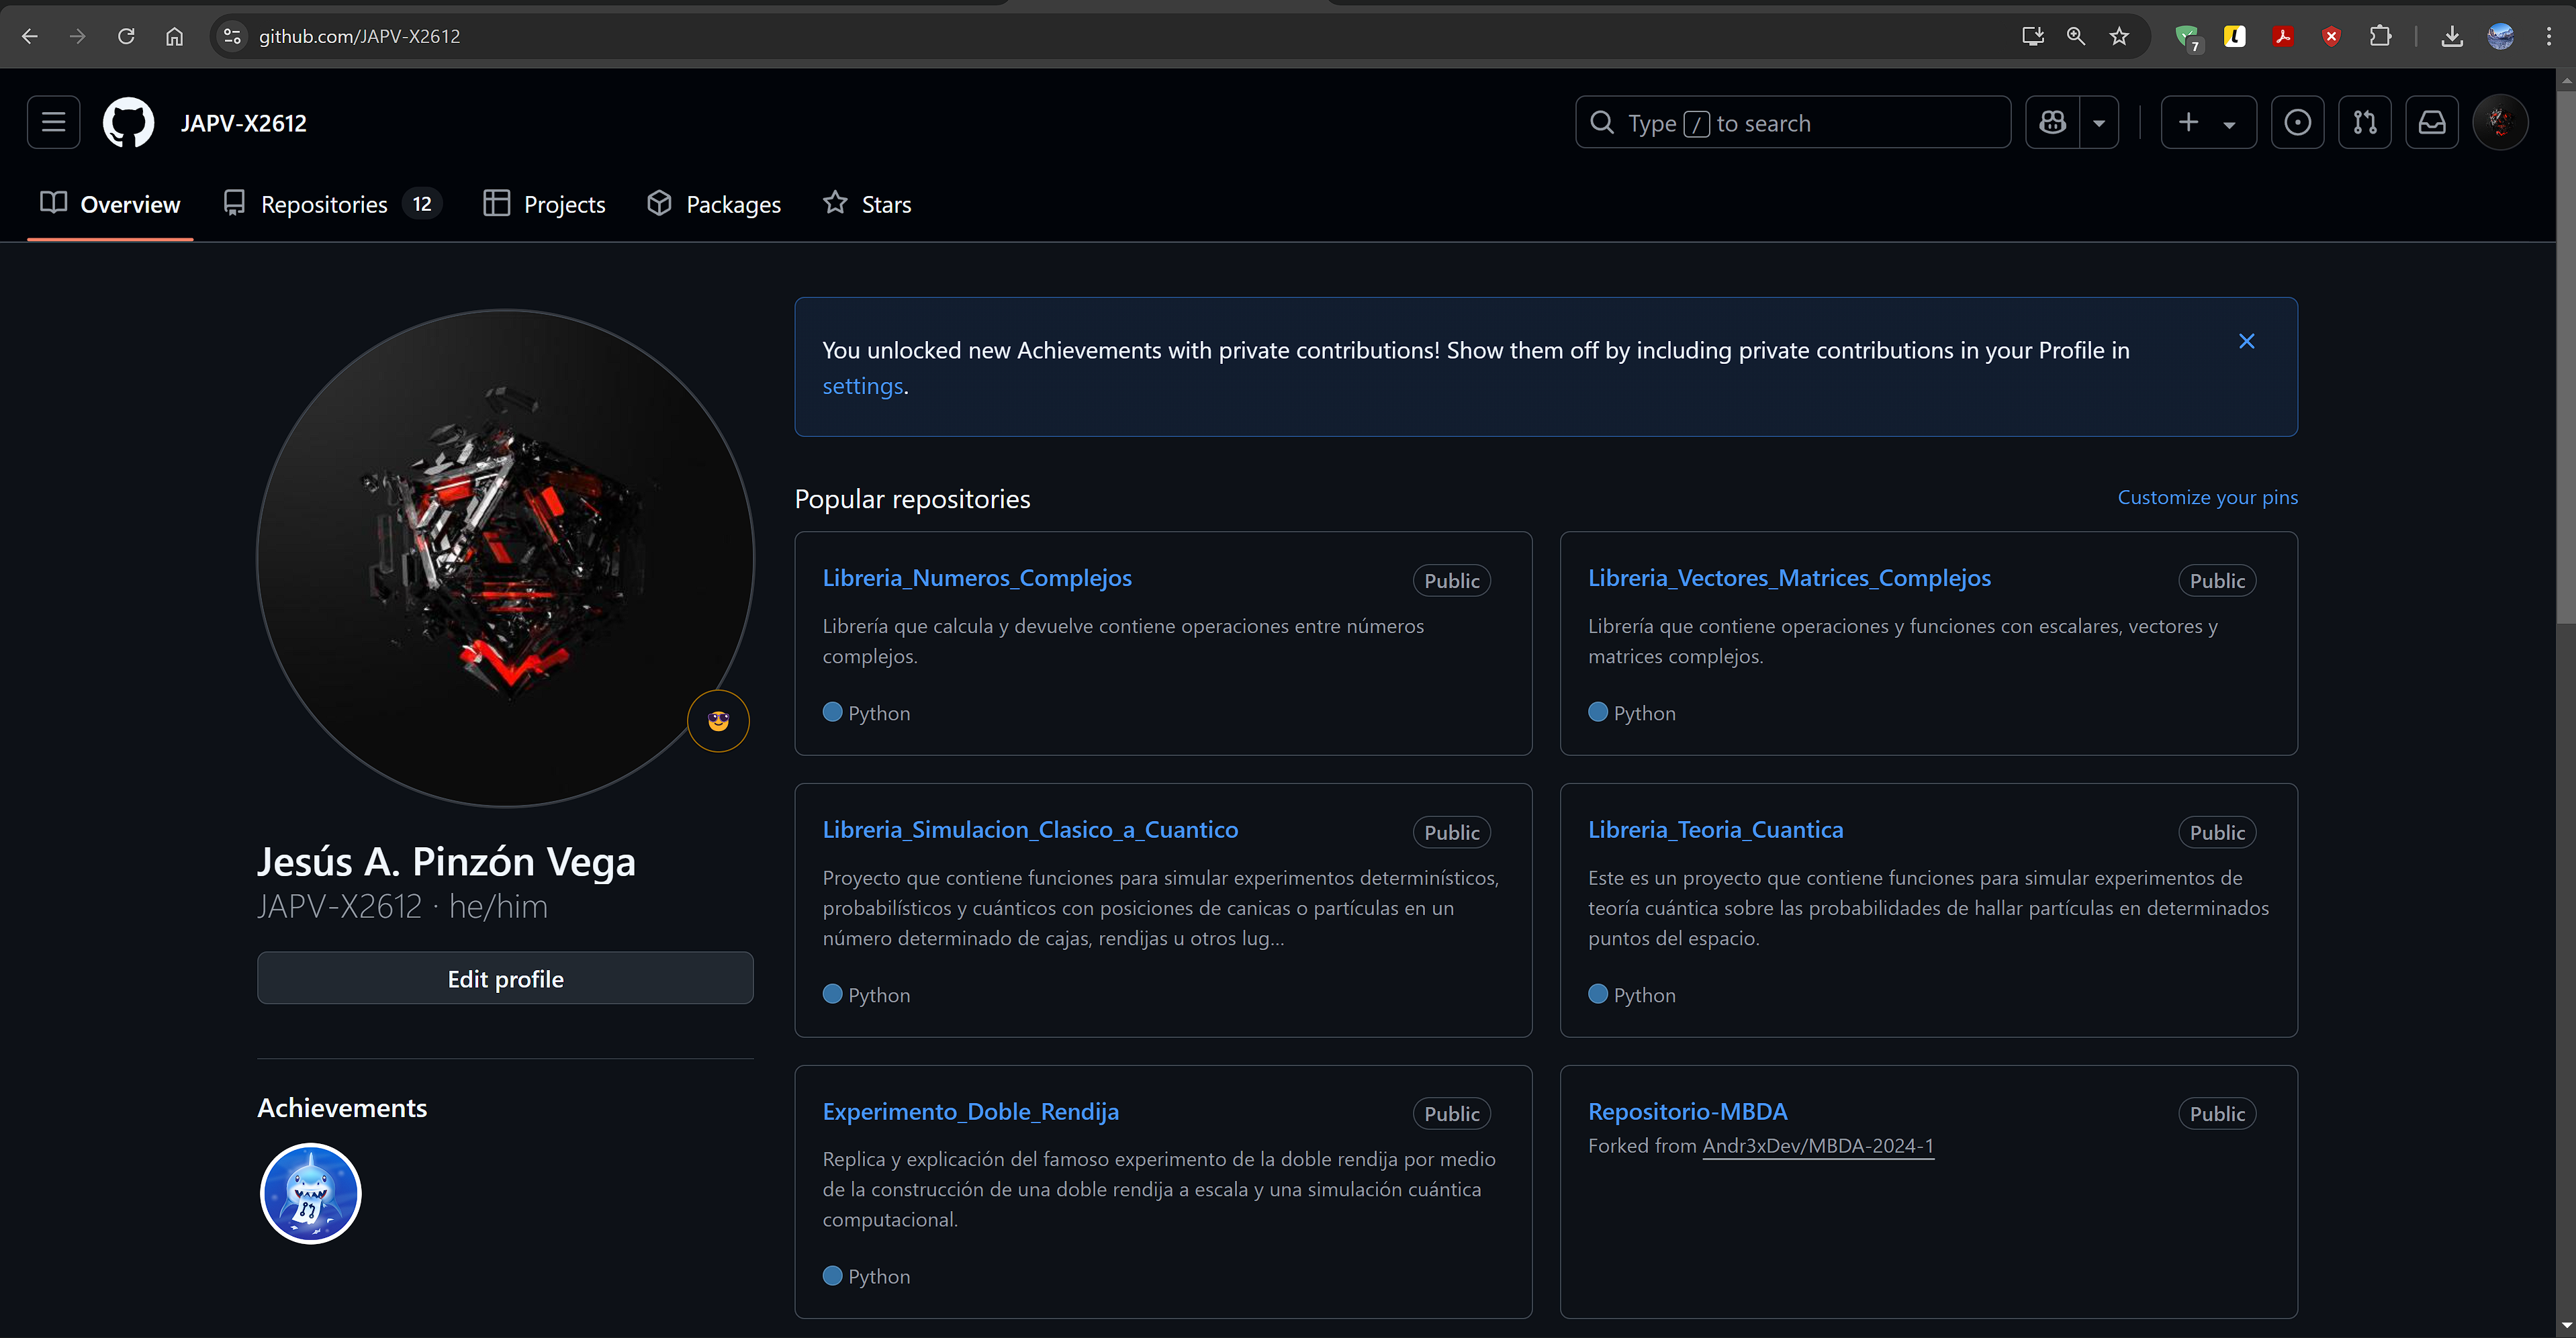 github.com/JAPV-X2612
7
JAPV-X2612
Type / to search
Overview
Repositories 12
Projects
Packages
Stars
You unlocked new Achievements with private contributions! Show them off by including private contributions in your Profile in
settings.
Popular repositories
Customize your pins
Libreria_Numeros_Complejos
Public
Librería que calcula y devuelve contiene operaciones entre números
complejos.
Python
Libreria_Vectores_Matrices_Complejos
Public
Librería que contiene operaciones y funciones con escalares, vectores y
matrices complejos.
Python
Libreria_Simulacion_Clasico_a_Cuantico
Public
Proyecto que contiene funciones para simular experimentos determinísticos,
probabilísticos y cuánticos con posiciones de canicas o partículas en un
número determinado de cajas, rendijas u otros lug...
Python
Libreria_Teoria_Cuantica
Public
Este es un proyecto que contiene funciones para simular experimentos de
teoría cuántica sobre las probabilidades de hallar partículas en determinados
puntos del espacio.
Python
Experimento_Doble_Rendija
Public
Replica y explicación del famoso experimento de la doble rendija por medio
de la construcción de una doble rendija a escala y una simulación cuántica
computacional.
Python
Repositorio-MBDA
Public
Forked from Andr3xDev/MBDA-2024-1
Jesús A. Pinzón Vega
JAPV-X2612 · he/him
Edit profile
Achievements